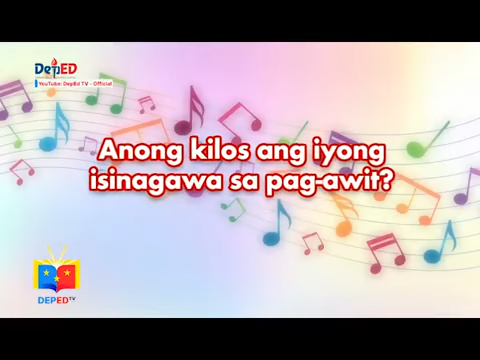 DepED
YouTube: DepEd TV - Official
Anong kilos ang iyong
isinagawa sa pag-awit?
DEPED TV